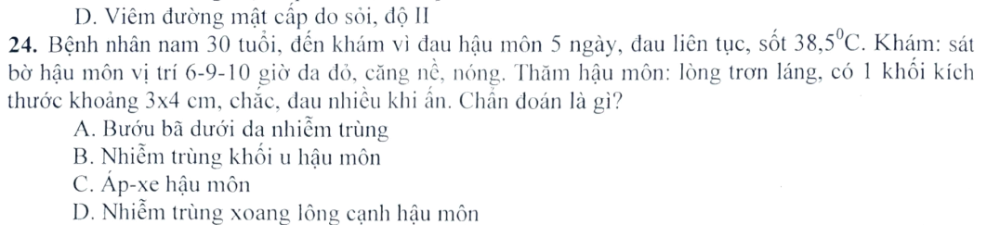 D. Viêm đường mật cấp do sỏi, độ II
24. Bệnh nhân nam 30 tuổi, đến khám vì đau hậu môn 5 ngày, đau liên tục, sốt 38,5⁰C. Khám: sát
bờ hậu môn vị trí 6-9-10 giờ da đỏ, căng nề, nóng. Thăm hậu môn: lòng trơn láng, có 1 khối kích
thước khoảng 3x4 cm, chắc, đau nhiều khi ấn. Chẩn đoán là gì?
A. Bướu bã dưới da nhiễm trùng
B. Nhiễm trùng khối u hậu môn
C. Áp-xe hậu môn
D. Nhiễm trùng xoang lông cạnh hậu môn